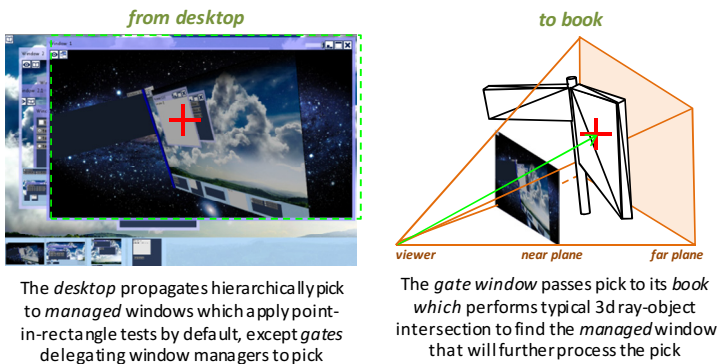 from desktop
to book
Window_1
viewer
near plane
far plane
The desktop propagates hierarchically pick
to managed windows which apply point-
in-rectangle tests by default, except gates
delegating window managers to pick
The gate window passes pick to its book
which performs typical 3d ray-object
intersection to find the managed window
that will further process the pick